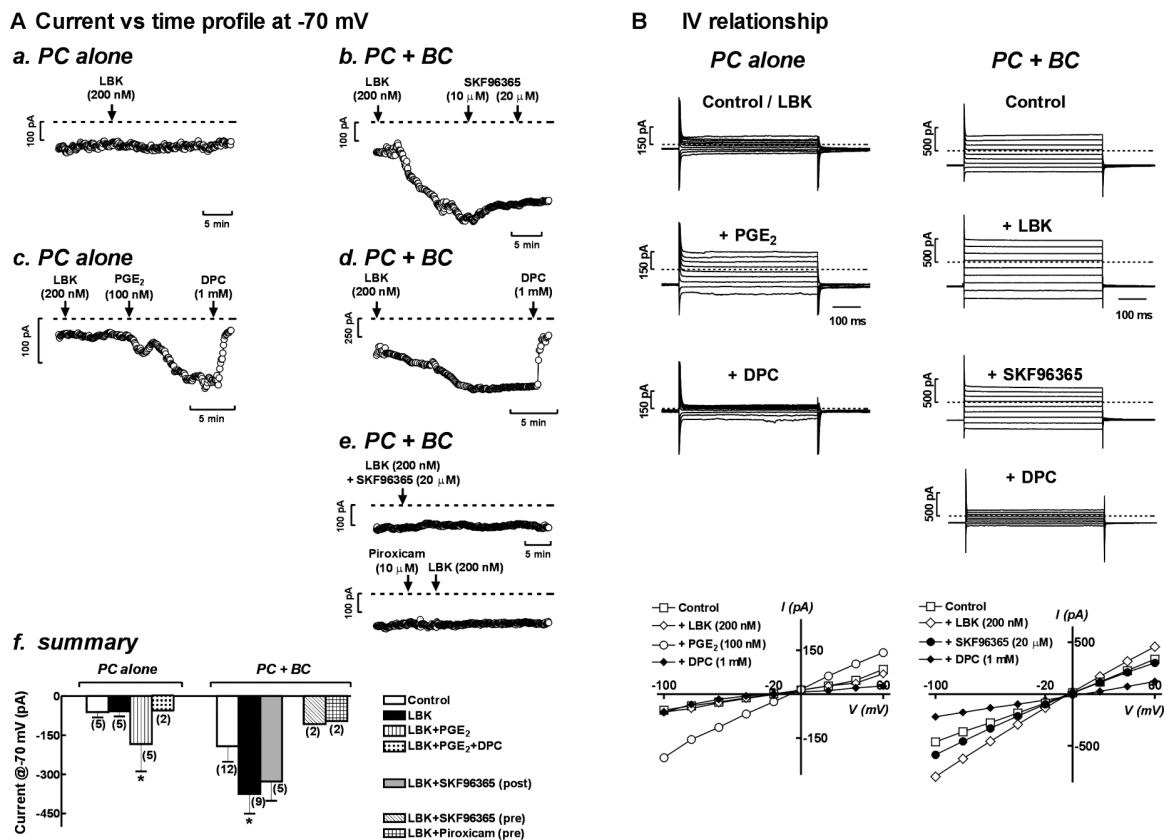 A Current vs time profile at -70 mV
a. PC alone
LBK
(200 nM)
100 pA
5 min
b. PC + BC
LBK
(200 nM)
SKF96365
(10 μM) (20 μM)
100 pA
5 min
c. PC alone
LBK
(200 nM)
PGE2
(100 nM)
DPC
(1 mM)
100 pA
5 min
d. PC + BC
LBK
(200 nM)
DPC
(1 mM)
250 pA
5 min
e. PC + BC
LBK (200 nM)
+ SKF96365 (20 μM)
100 pA
5 min
Piroxicam
(10 μM)
LBK (200 nM)
100 pA
f. summary
PC alone
PC + BC
Current @-70 mV (pA)
0
-150
-300
-450
(5)
(5)
(5)
*
(2)
(12)
(9)
*
(5)
(2)
(2)
Control
LBK
LBK+PGE2
LBK+PGE2+DPC
LBK+SKF96365 (post)
LBK+SKF96365 (pre)
LBK+Piroxicam (pre)
B IV relationship
PC alone
Control / LBK
150 pA
+ PGE2
150 pA
100 ms
+ DPC
150 pA
PC + BC
Control
500 pA
+ LBK
500 pA
100 ms
+ SKF96365
500 pA
+ DPC
500 pA
Control
+ LBK (200 nM)
+ PGE2 (100 nM)
+ DPC (1 mM)
I (pA)
150
-100
-20
60
V (mV)
-150
Control
+ LBK (200 nM)
+ SKF96365 (20 μM)
+ DPC (1 mM)
I (pA)
500
-100
-20
60
V (mV)
-500